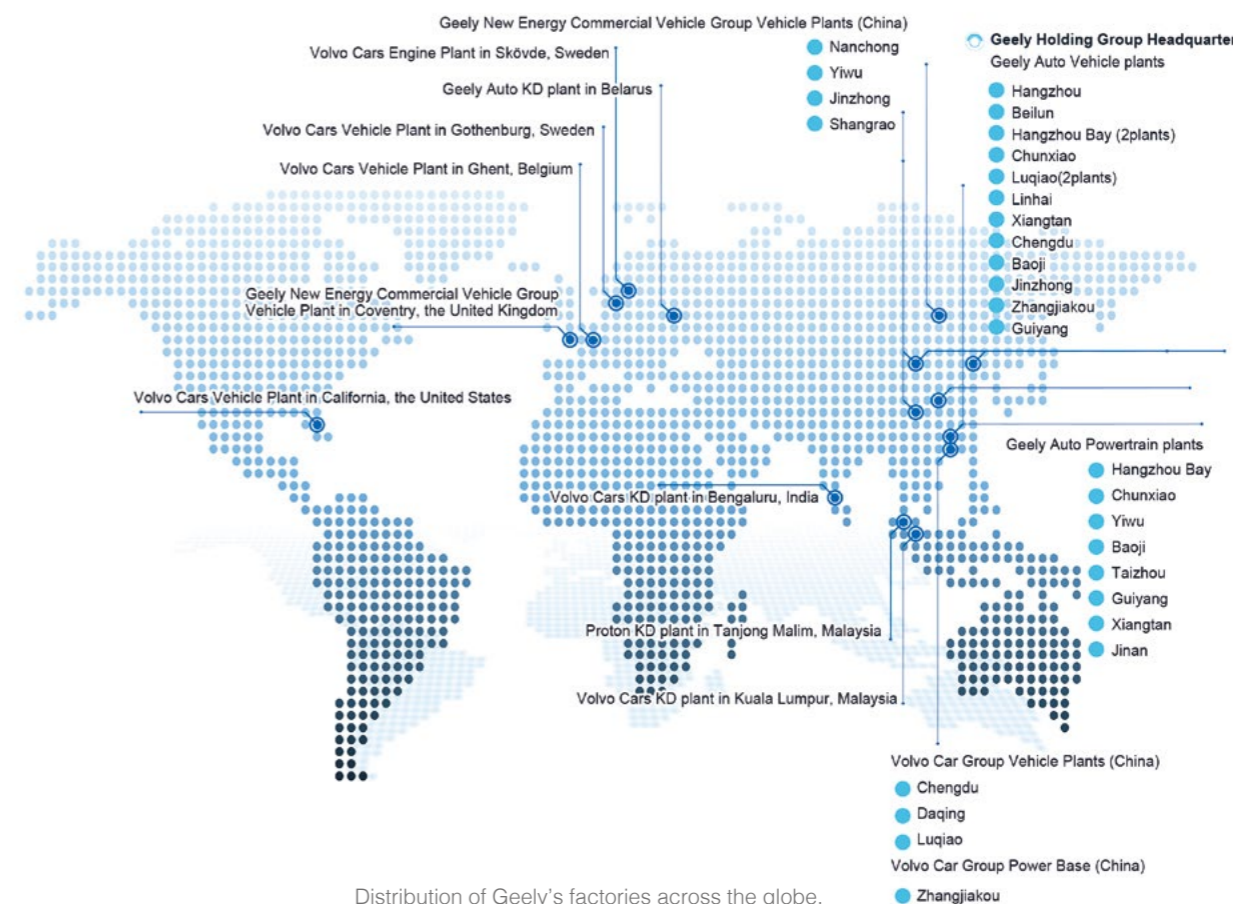 Geely New Energy Commercial Vehicle Group Vehicle Plants (China)
Nanchong
Yiwu
Jinzhong
Shangrao
Geely Holding Group Headquarter
Geely Auto Vehicle plants
Hangzhou
Beilun
Hangzhou Bay (2plants)
Chunxiao
Luqiao(2plants)
Linhai
Xiangtan
Chengdu
Baoji
Jinzhong
Zhangjiakou
Guiyang
Volvo Cars Engine Plant in Skövde, Sweden
Geely Auto KD plant in Belarus
Volvo Cars Vehicle Plant in Gothenburg, Sweden
Volvo Cars Vehicle Plant in Ghent, Belgium
Geely New Energy Commercial Vehicle Group
Vehicle Plant in Coventry, the United Kingdom
Volvo Cars Vehicle Plant in California, the United States
Geely Auto Powertrain plants
Hangzhou Bay
Chunxiao
Yiwu
Baoji
Taizhou
Guiyang
Xiangtan
Jinan
Volvo Cars KD plant in Bengaluru, India
Proton KD plant in Tanjong Malim, Malaysia
Volvo Cars KD plant in Kuala Lumpur, Malaysia
Volvo Car Group Vehicle Plants (China)
Chengdu
Daqing
Luqiao
Volvo Car Group Power Base (China)
Zhangjiakou
Distribution of Geely's factories across the globe.